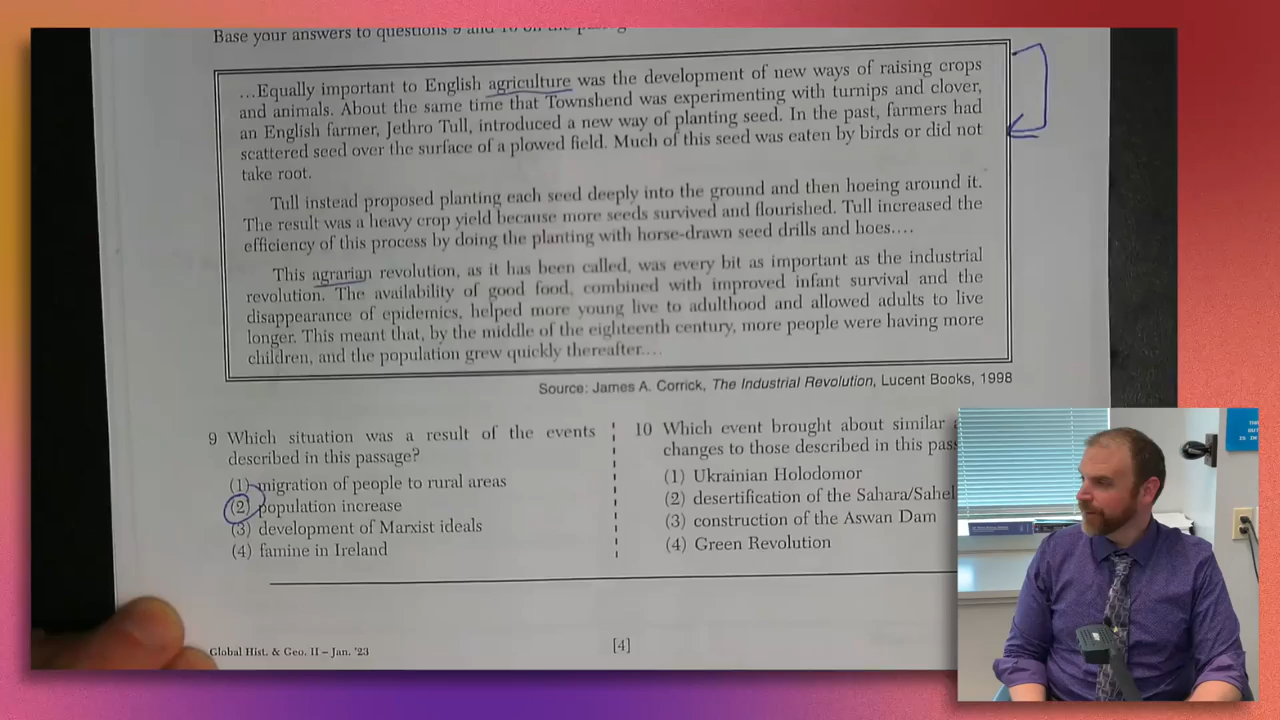 Base your answers to questions 9 and 10 on the
…Equally important to English agriculture was the development of new ways of raising crops
and animals. About the same time that Townshend was experimenting with turnips and clover,
an English farmer, Jethro Tull, introduced a new way of planting seed. In the past, farmers had
scattered seed over the surface of a plowed field. Much of this seed was eaten by birds or did not
take root.
Tull instead proposed planting each seed deeply into the ground and then hoeing around it.
The result was a heavy crop yield because more seeds survived and flourished. Tull increased the
efficiency of this process by doing the planting with horse-drawn seed drills and hoes….
This agrarian revolution, as it has been called, was every bit as important as the industrial
revolution. The availability of good food, combined with improved infant survival and the
disappearance of epidemics, helped more young live to adulthood and allowed adults to live
longer. This meant that, by the middle of the eighteenth century, more people were having more
children, and the population grew quickly thereafter….
Source: James A. Corrick, The Industrial Revolution, Lucent Books, 1998
9 Which situation was a result of the events
described in this passage?
(1) migration of people to rural areas
(2) population increase
(3) development of Marxist ideals
(4) famine in Ireland
10 Which event brought about similar
changes to those described in this pas
(1) Ukrainian Holodomor
(2) desertification of the Sahara/Sahel
(3) construction of the Aswan Dam
(4) Green Revolution
Global Hist. & Geo. II – Jan. '23
[4]